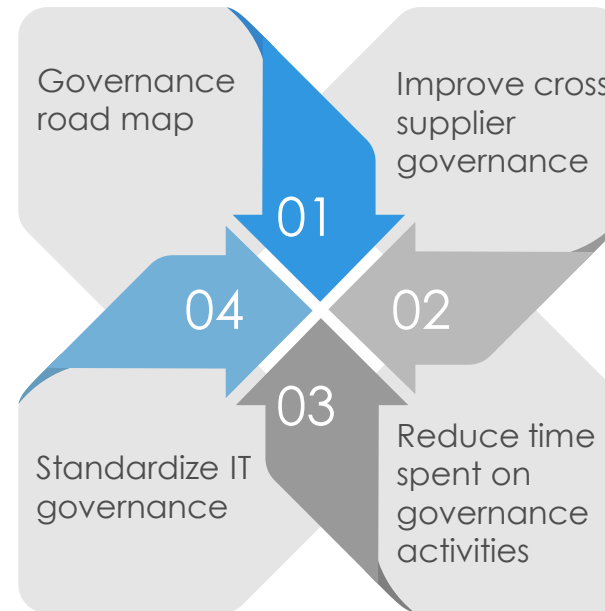 Governance
road map
Improve cross
supplier
governance
01
04
02
03
Standardize IT
governance
Reduce time
spent on
governance
activities